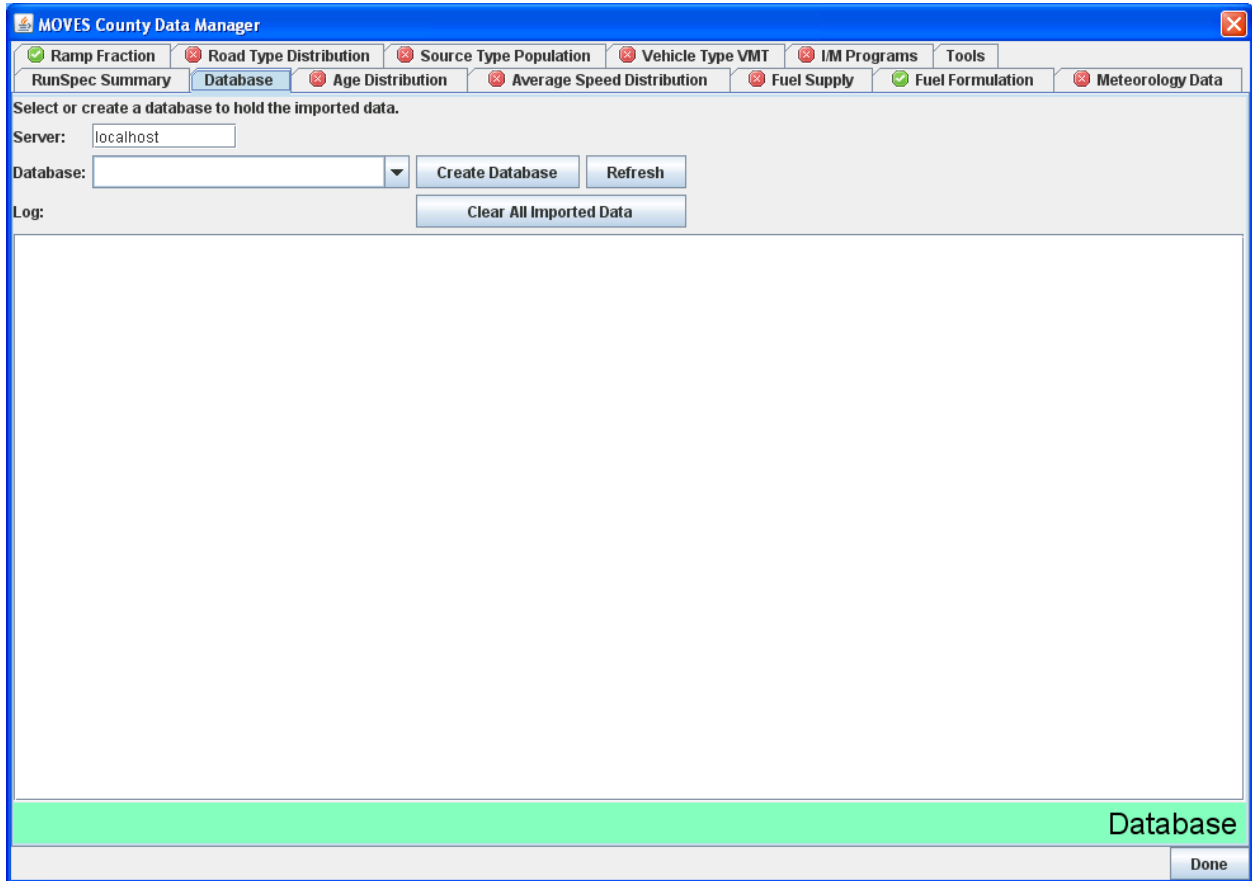 MOVES County Data Manager
Ramp Fraction Road Type Distribution Source Type Population Vehicle Type VMT I/M Programs Tools
RunSpec Summary Database Age Distribution Average Speed Distribution Fuel Supply Fuel Formulation Meteorology Data
Select or create a database to hold the imported data.
Server: localhost
Database: Create Database Refresh
Log: Clear All Imported Data
Database
Done